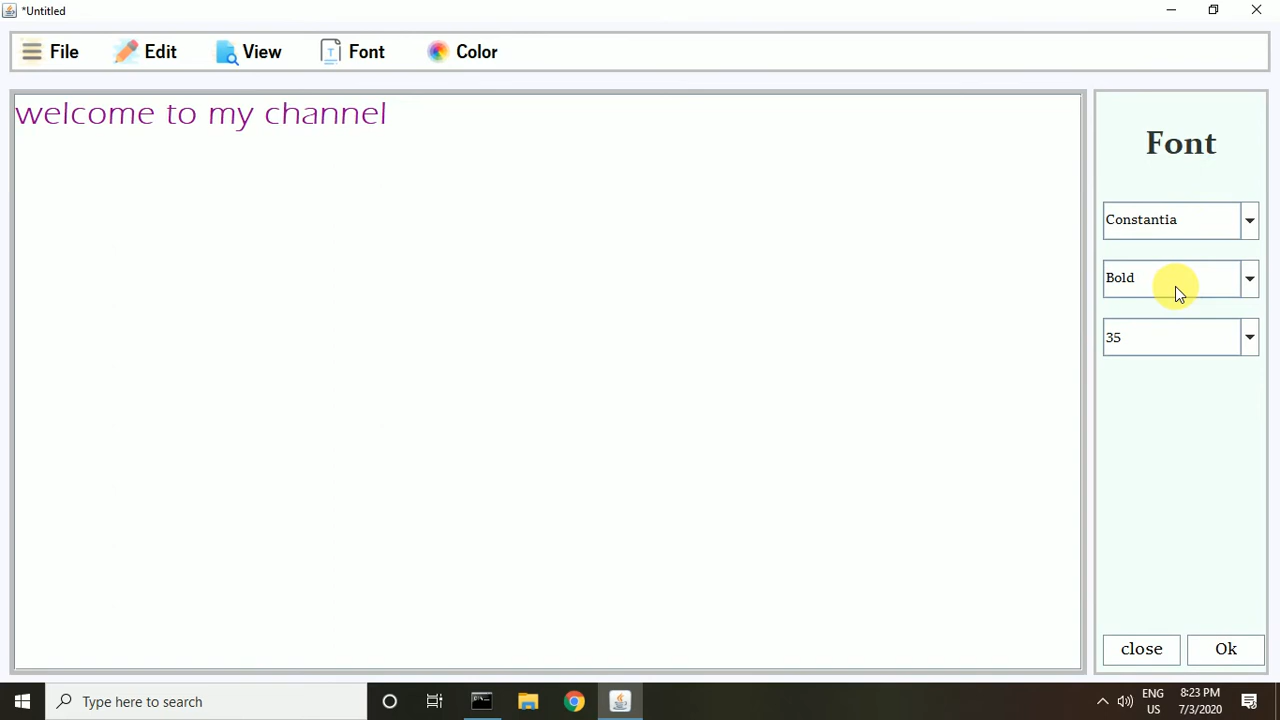 *Untitled
File Edit View Font Color
welcome to my channel
Font
Constantia
Bold
35
close Ok
Type here to search
ENG
US
8:23 PM
7/3/2020